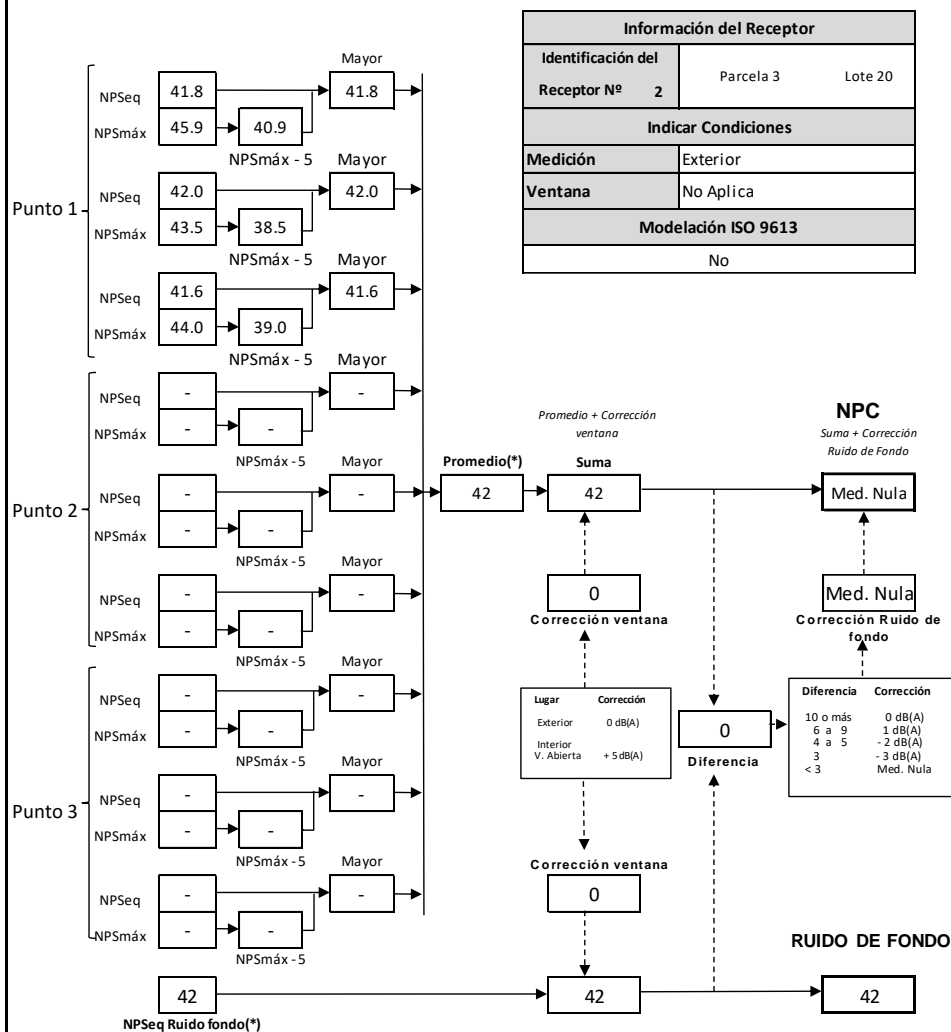 Información del Receptor
Identificación del
Receptor Nº 2
Parcela 3 Lote 20
Indicar Condiciones
Medición Exterior
Ventana No Aplica
Modelación ISO 9613
No
Punto 1
Mayor
NPSeq 41.8 41.8
NPSmáx 45.9 40.9
NPSmáx - 5 Mayor
NPSeq 42.0 42.0
NPSmáx 43.5 38.5
NPSmáx - 5 Mayor
NPSeq 41.6 41.6
NPSmáx 44.0 39.0
NPSmáx - 5 Mayor
Punto 2
NPSeq - -
NPSmáx - -
NPSmáx - 5 Mayor
NPSeq - -
NPSmáx - -
NPSmáx - 5 Mayor
NPSeq - -
NPSmáx - -
NPSmáx - 5 Mayor
Punto 3
NPSeq - -
NPSmáx - -
NPSmáx - 5 Mayor
NPSeq - -
NPSmáx - -
NPSmáx - 5 Mayor
NPSeq - -
NPSmáx - -
NPSmáx - 5
42
NPSeq Ruido fondo(*)
Promedio(*)
42
Promedio + Corrección
ventana
Suma
42
0
Corrección ventana
Lugar Corrección
Exterior 0 dB(A)
Interior
V. Abierta + 5 dB(A)
Corrección ventana
0
42
0
Diferencia
NPC
Suma + Corrección
Ruido de Fondo
Med. Nula
Med. Nula
Corrección Ruido de
fondo
Diferencia Corrección
10 o más 0 dB(A)
6 a 9 1 dB(A)
4 a 5 - 2 dB(A)
3 - 3 dB(A)
< 3 Med. Nula
RUIDO DE FONDO
42